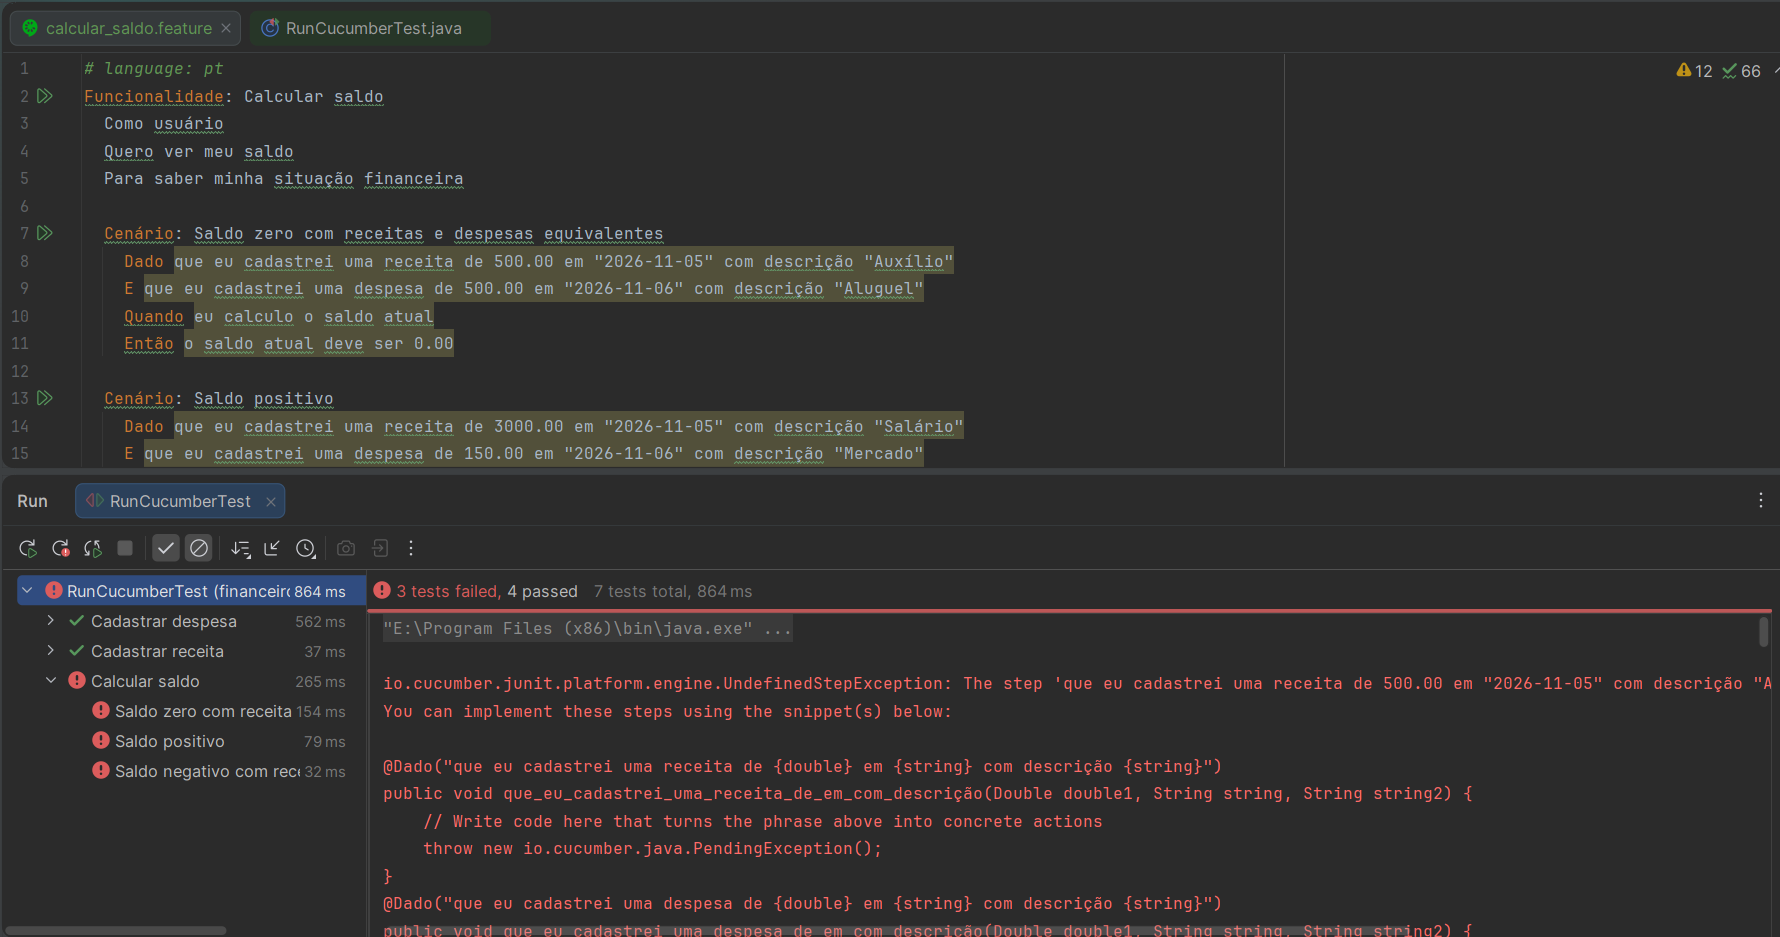 calcular_saldo.feature
RunCucumberTest.java
12 66
1 # language: pt
2 Funcionalidade: Calcular saldo
3 Como usuário
4 Quero ver meu saldo
5 Para saber minha situação financeira
6
7 Cenário: Saldo zero com receitas e despesas equivalentes
8 Dado que eu cadastrei uma receita de 500.00 em "2026-11-05" com descrição "Auxílio"
9 E que eu cadastrei uma despesa de 500.00 em "2026-11-06" com descrição "Aluguel"
10 Quando eu calculo o saldo atual
11 Então o saldo atual deve ser 0.00
12
13 Cenário: Saldo positivo
14 Dado que eu cadastrei uma receita de 3000.00 em "2026-11-05" com descrição "Salário"
15 E que eu cadastrei uma despesa de 150.00 em "2026-11-06" com descrição "Mercado"
Run RunCucumberTest
RunCucumberTest (financeiro 864 ms
Cadastrar despesa 562 ms
Cadastrar receita 37 ms
Calcular saldo 265 ms
Saldo zero com receita 154 ms
Saldo positivo 79 ms
Saldo negativo com rece 32 ms
3 tests failed, 4 passed 7 tests total, 864 ms
"E:\Program Files (x86)\bin\java.exe" ...
io.cucumber.junit.platform.engine.UndefinedStepException: The step 'que eu cadastrei uma receita de 500.00 em "2026-11-05" com descrição "A
You can implement these steps using the snippet(s) below:
@Dado("que eu cadastrei uma receita de {double} em {string} com descrição {string}")
public void que_eu_cadastrei_uma_receita_de_em_com_descrição(Double double1, String string, String string2) {
// Write code here that turns the phrase above into concrete actions
throw new io.cucumber.java.PendingException();
}
@Dado("que eu cadastrei uma despesa de {double} em {string} com descrição {string}")
public void que_eu_cadastrei_uma_despesa_de_em_com_descrição(Double double1, String string, String string2) {